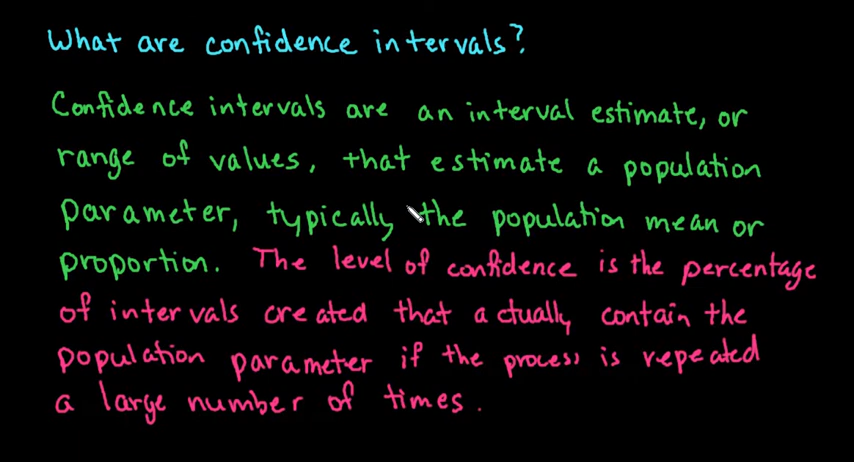 What are confidence intervals?
Confidence intervals are an interval estimate, or
range of values, that estimate a population
parameter, typically the population mean or
proportion. The level of confidence is the percentage
of intervals created that actually contain the
population parameter if the process is repeated
a large number of times.